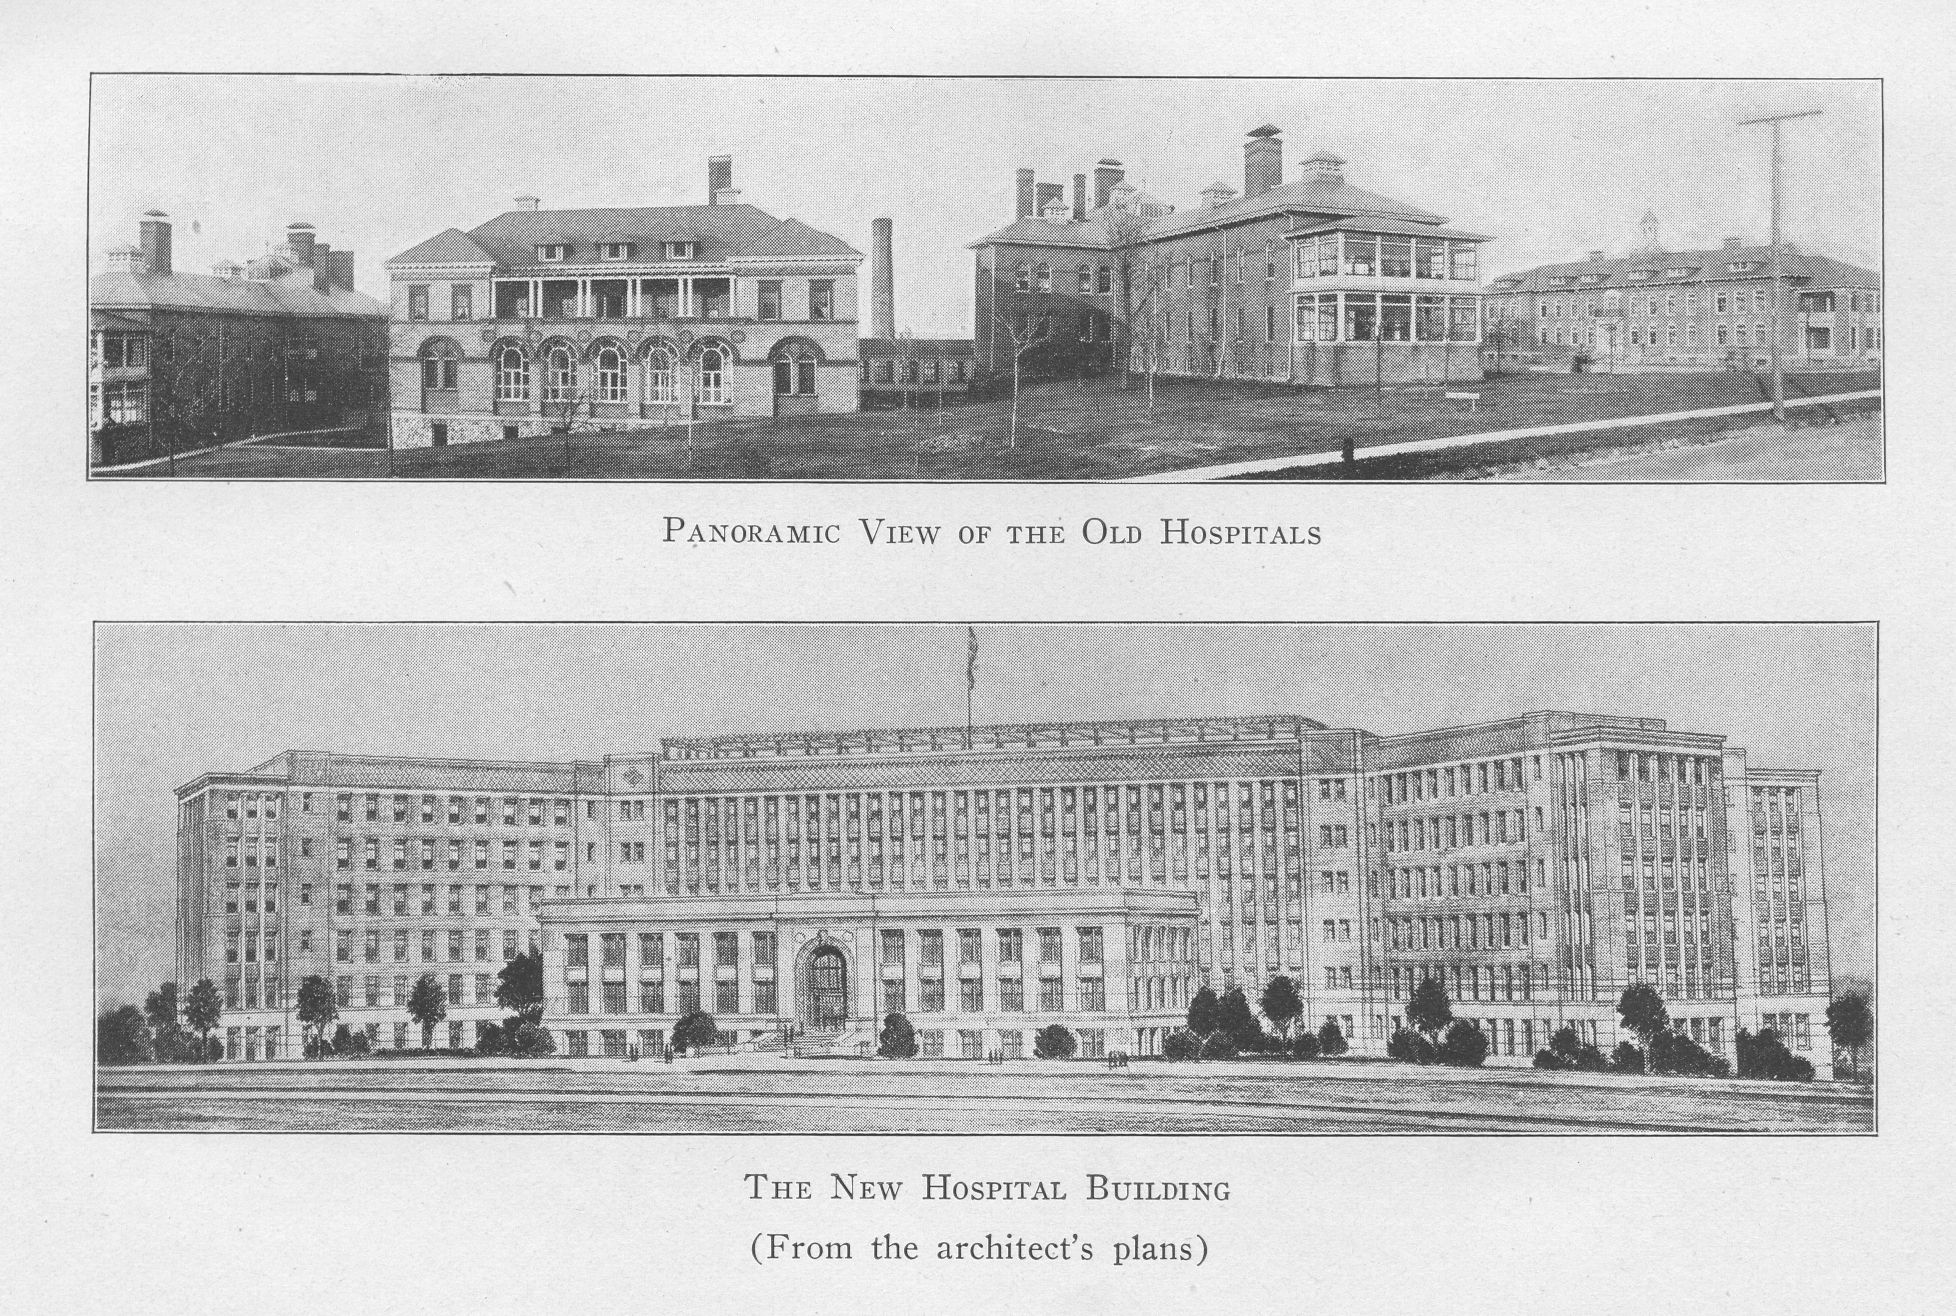 Panoramic View of the Old Hospitals
The New Hospital Building
(From the architect's plans)